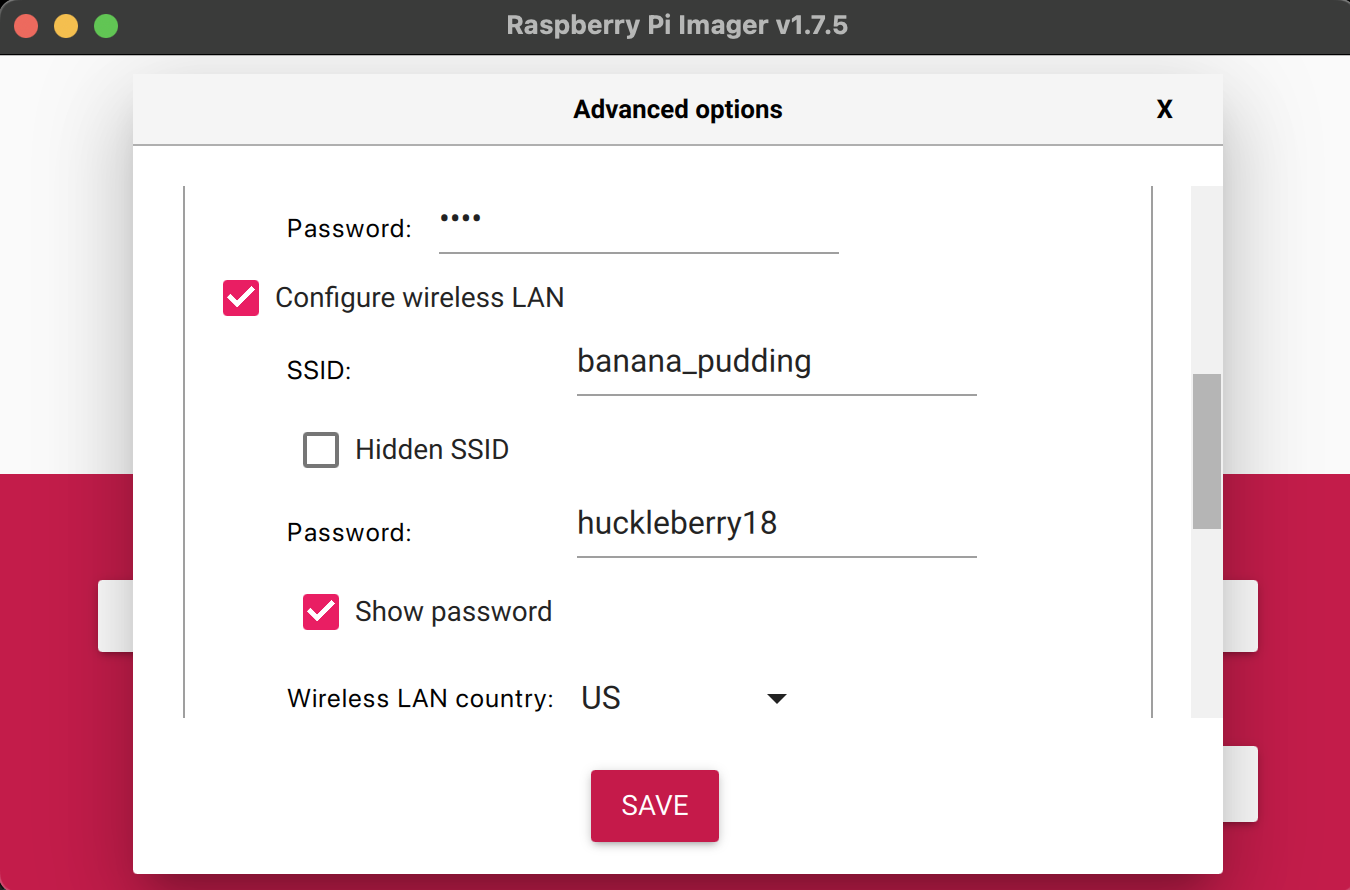 Raspberry Pi Imager v1.7.5
Advanced options X
Password: ••••
Configure wireless LAN
SSID: banana_pudding
Hidden SSID
Password: huckleberry18
Show password
Wireless LAN country: US
SAVE